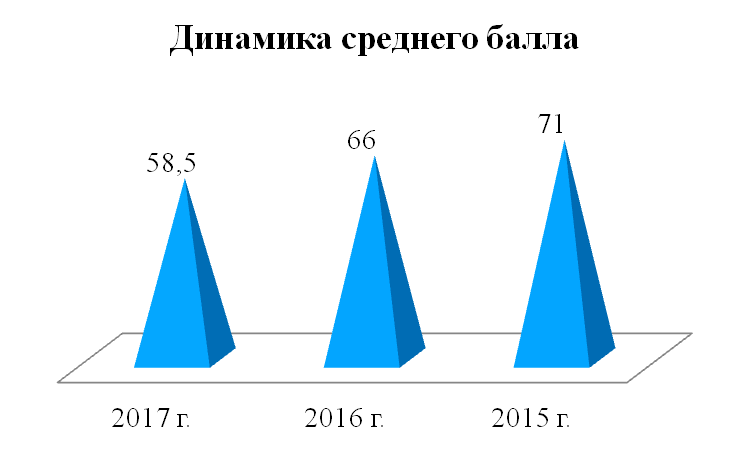 Динамика среднего балла
58,5
66
71
2017 г.
2016 г.
2015 г.